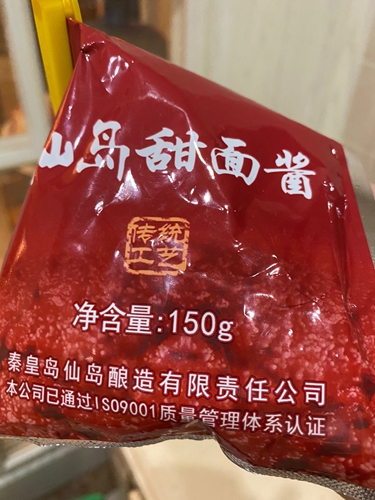 仙岛甜面酱
传统
工艺
净含量:150g
秦皇岛仙岛酿造有限责任公司
本公司已通过ISO9001质量管理体系认证